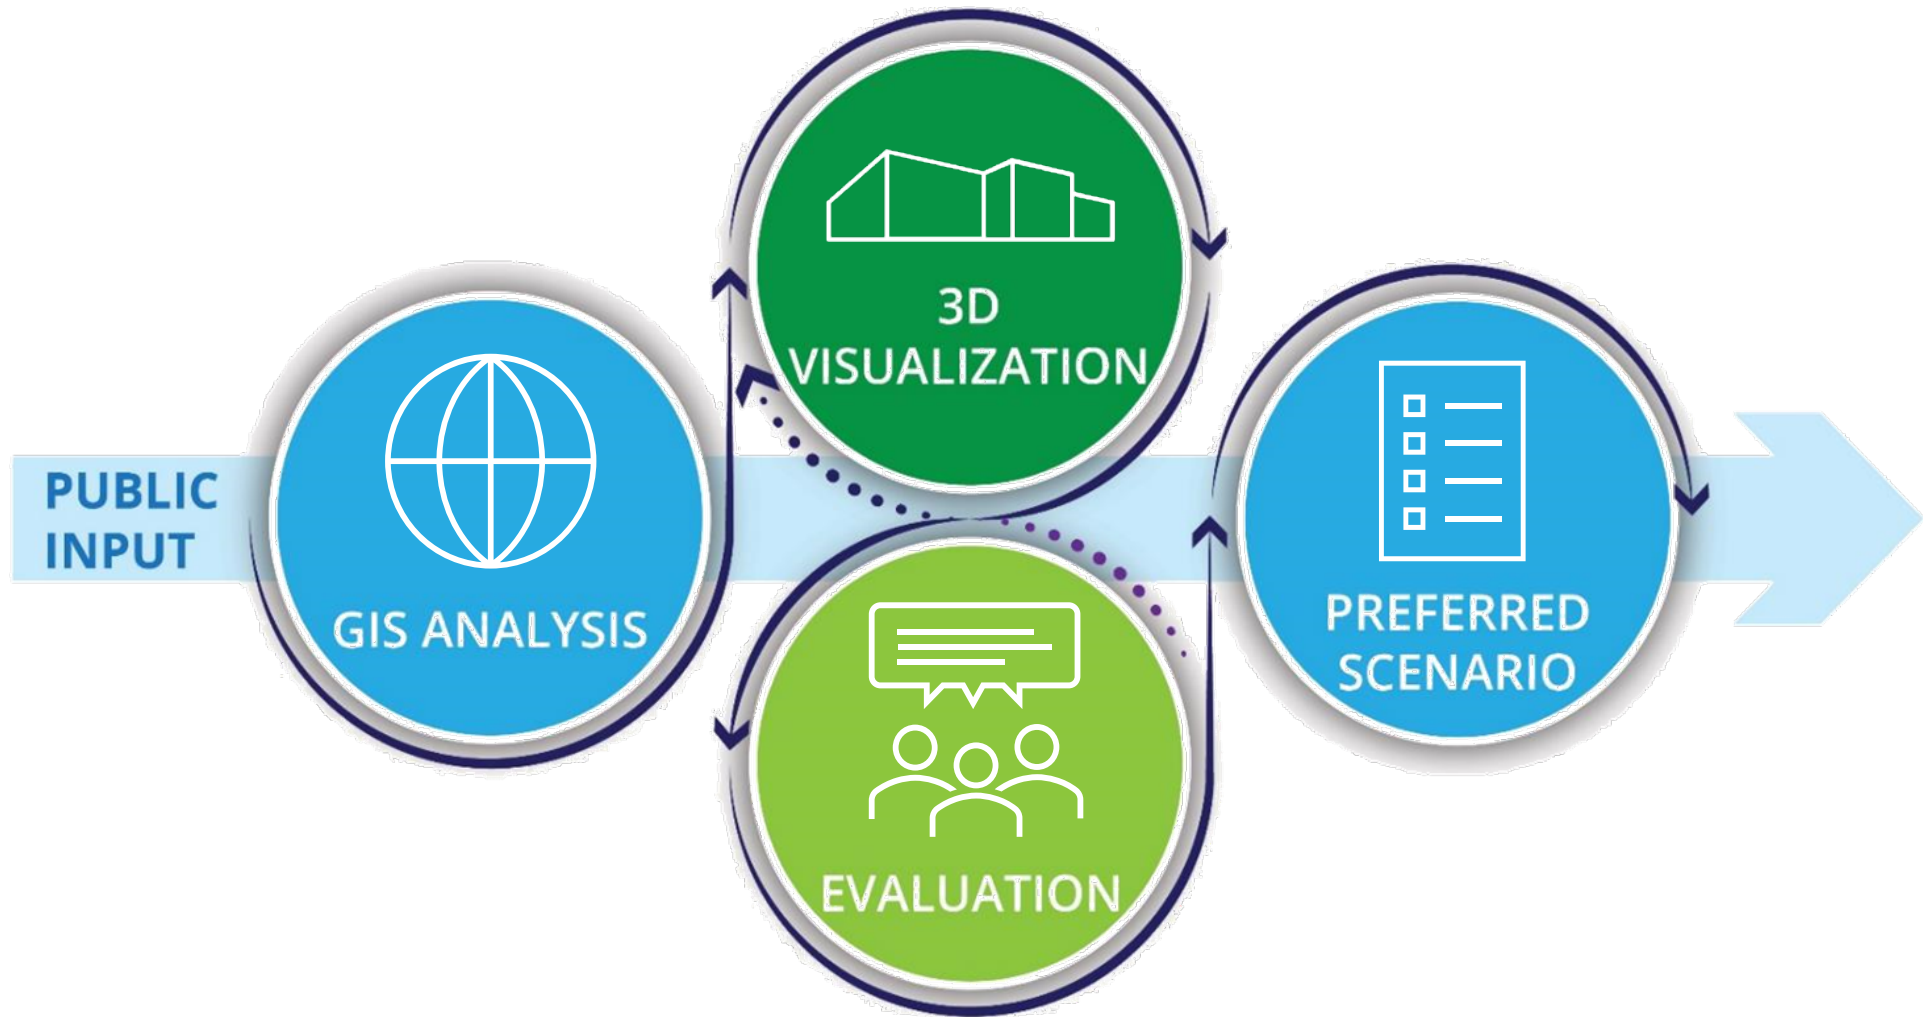 PUBLIC
INPUT
GIS ANALYSIS
3D
VISUALIZATION
EVALUATION
PREFERRED
SCENARIO